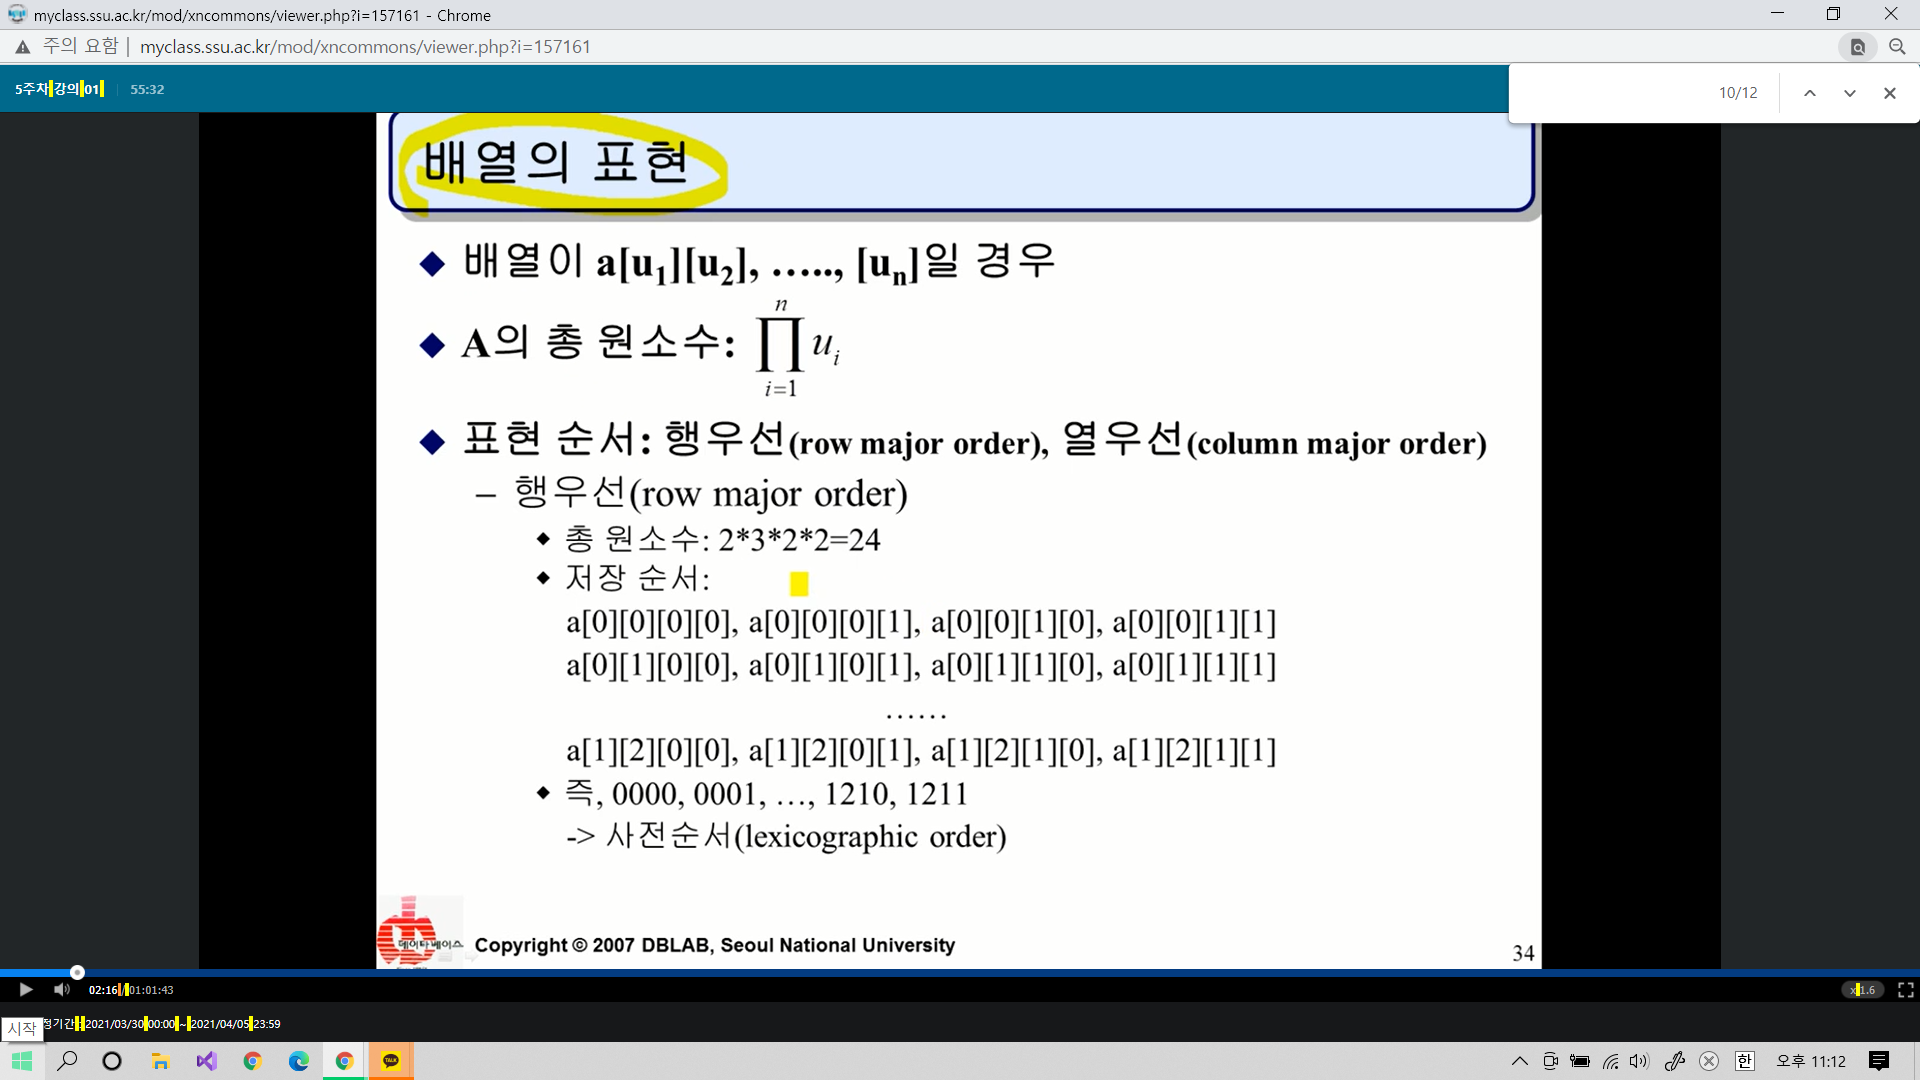 myclass.ssu.ac.kr/mod/xncommons/viewer.php?i=157161 - Chrome
주의 요함 | myclass.ssu.ac.kr/mod/xncommons/viewer.php?i=157161
5주차 강의 01 55:32
10/12
배열의 표현
◆ 배열이 a[u1][u2], ….., [un]일 경우
◆ A의 총 원소수: ∏ᵢ₌₁ⁿ uᵢ
◆ 표현 순서: 행우선(row major order), 열우선(column major order)
– 행우선(row major order)
◆ 총 원소수: 2*3*2*2=24
◆ 저장 순서:
a[0][0][0][0], a[0][0][0][1], a[0][0][1][0], a[0][0][1][1]
a[0][1][0][0], a[0][1][0][1], a[0][1][1][0], a[0][1][1][1]
……
a[1][2][0][0], a[1][2][0][1], a[1][2][1][0], a[1][2][1][1]
◆ 즉, 0000, 0001, …, 1210, 1211
-> 사전순서(lexicographic order)
데이타베이스
Copyright © 2007 DBLAB, Seoul National University
34
02:16 / 01:01:43
x 1.6
정기간 : 2021/03/30 00:00 ~ 2021/04/05 23:59
시작
TALK
한
오후 11:12